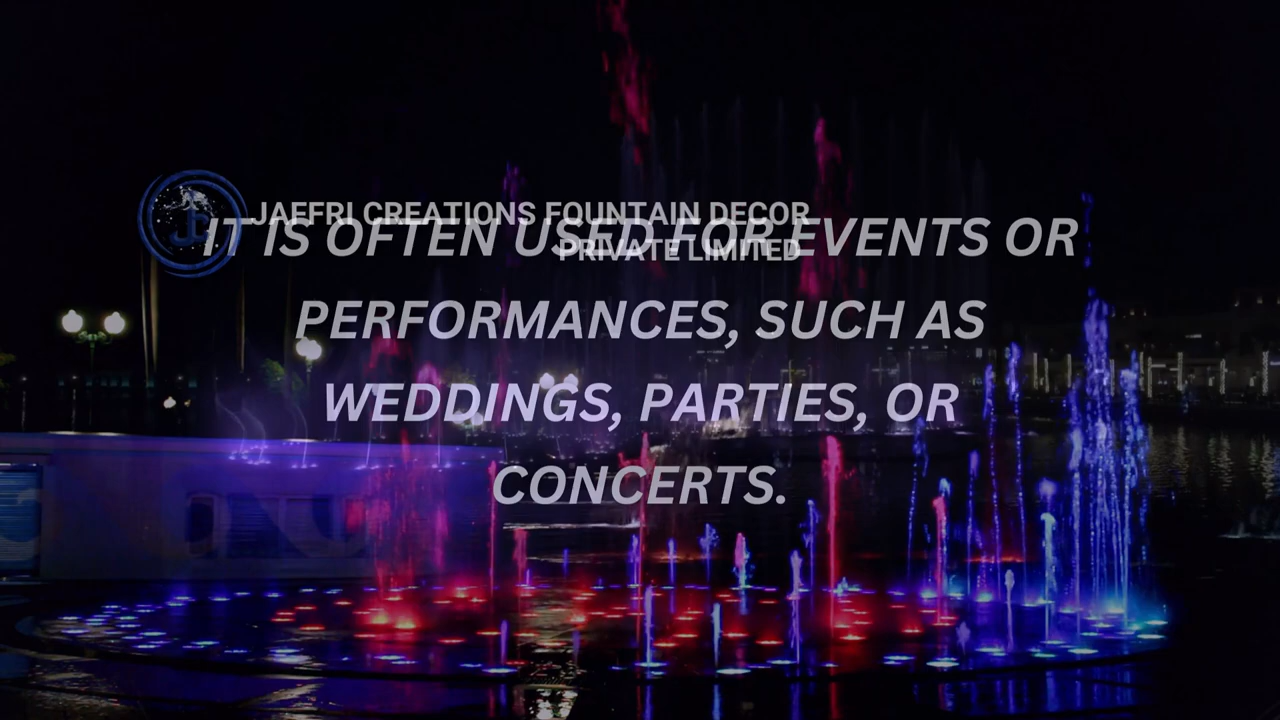 JAFFRI CREATIONS FOUNTAIN DECOR
PRIVATE LIMITED
IT IS OFTEN USED FOR EVENTS OR
PERFORMANCES, SUCH AS
WEDDINGS, PARTIES, OR
CONCERTS.